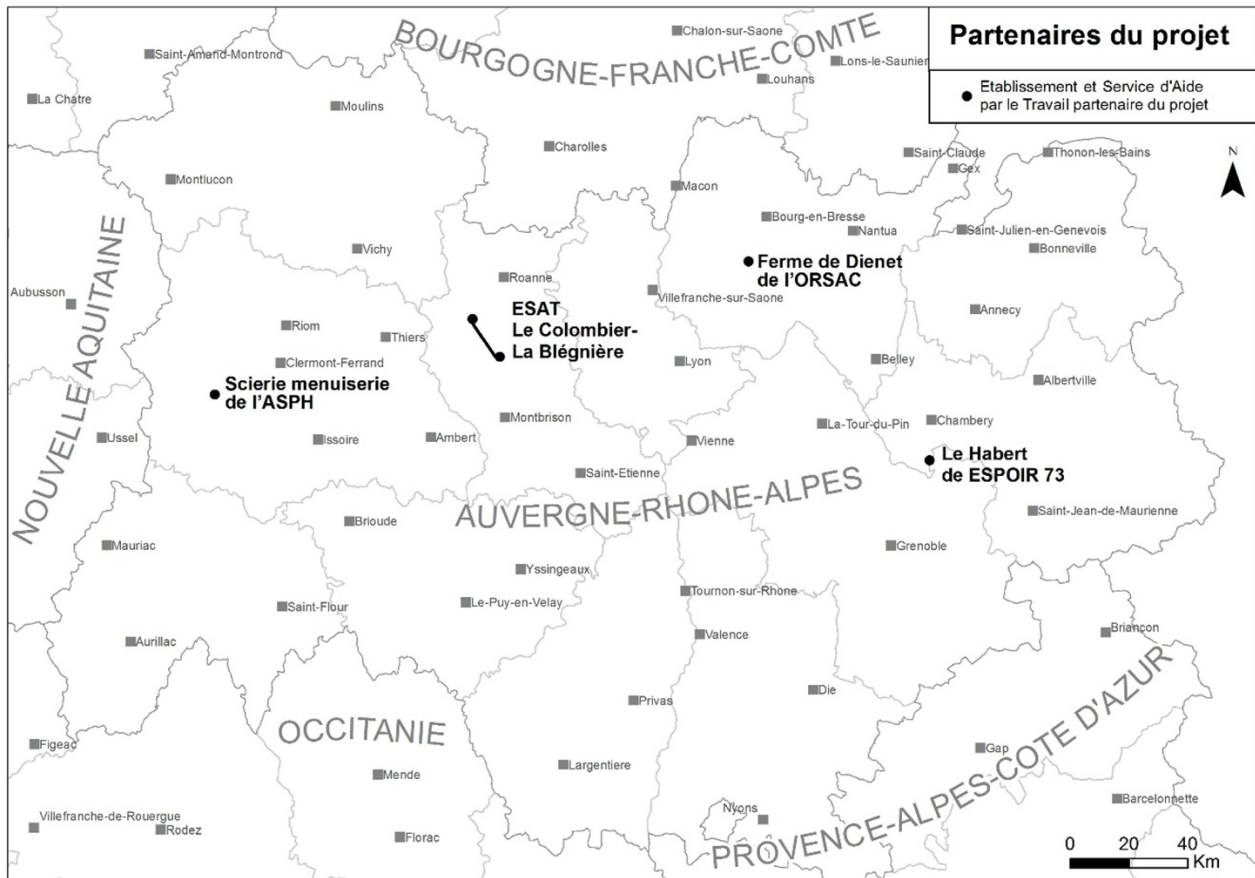 BOURGOGNE-FRANCHE-COMTE
Partenaires du projet
Etablissement et Service d'Aide
par le Travail partenaire du projet
Chalon-sur-Saone
Saint-Amand-Montrond
Lons-le-Saunier
Louhans
La Chatre
Moulins
Charolles
Saint-Claude
Thonon-les-Bains
N
Gex
Montlucon
Macon
Bourg-en-Bresse
Nantua
Saint-Julien-en-Genevois
Bonneville
Vichy
NOUVELLE AQUITAINE
Ferme de Dienet
de l'ORSAC
Roanne
Villefranche-sur-Saone
Aubusson
Annecy
ESAT
Le Colombier-
La Blégnière
Riom
Thiers
Clermont-Ferrand
Lyon
Belley
Albertville
Scierie menuiserie
de l'ASPH
Montbrison
La-Tour-du-Pin
Chambery
Ussel
Issoire
Ambert
Vienne
Le Habert
de ESPOIR 73
Saint-Etienne
AUVERGNE-RHONE-ALPES
Saint-Jean-de-Maurienne
Brioude
Mauriac
Grenoble
Yssingeaux
Tournon-sur-Rhone
Le-Puy-en-Velay
Saint-Flour
Aurillac
Valence
Briançon
Die
Privas
OCCITANIE
PROVENCE-ALPES-COTE D'AZUR
Figeac
Gap
Largentiere
Mende
Barcelonnette
Nyons
Villefranche-de-Rouergue
Rodez
Florac
0 20 40
Km